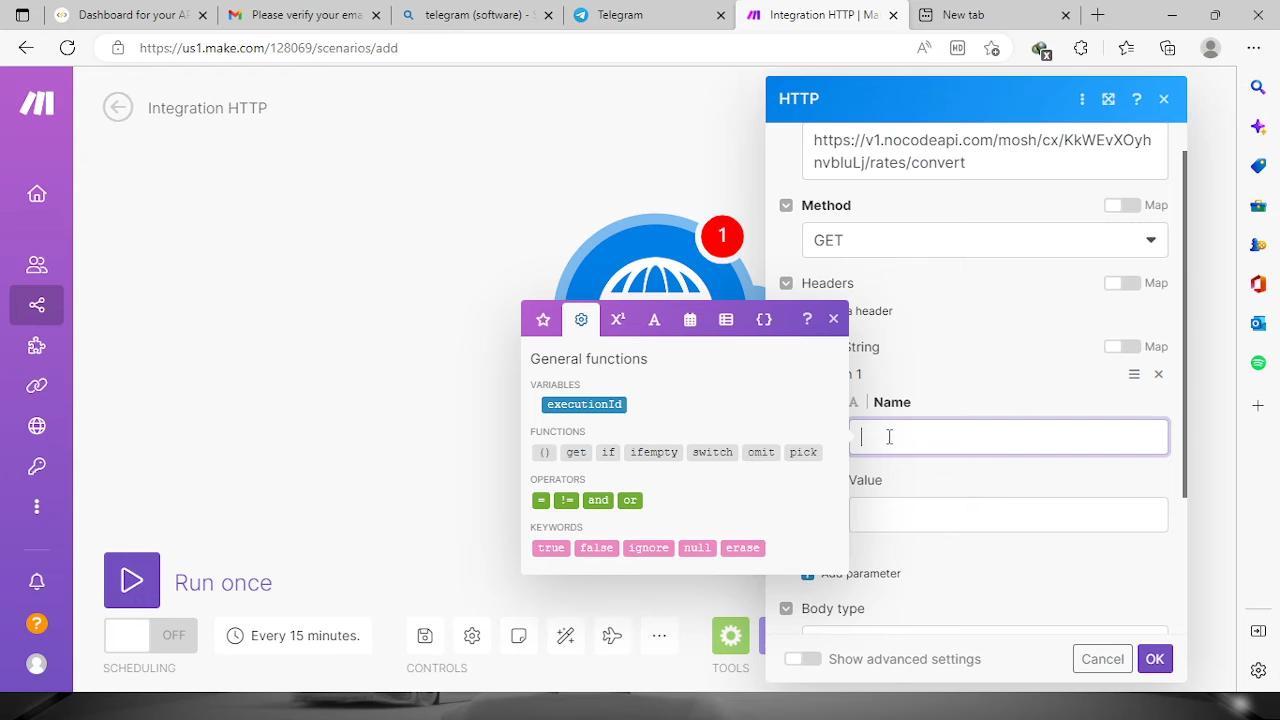 Dashboard for your AP
Please verify your ema
telegram (software) - S
Telegram
Integration HTTP | Ma
New tab
https://us1.make.com/128069/scenarios/add
Integration HTTP
HTTP
https://v1.nocodeapi.com/mosh/cx/KkWEvXOyh
nvbluLj/rates/convert
Method
Map
GET
Headers
Map
a header
String
Map
1
Name
Value
Add parameter
Body type
Show advanced settings
Cancel
OK
1
General functions
VARIABLES
executionId
FUNCTIONS
() get if ifempty switch omit pick
OPERATORS
= != and or
KEYWORDS
true false ignore null erase
Run once
OFF
Every 15 minutes.
SCHEDULING
CONTROLS
TOOLS